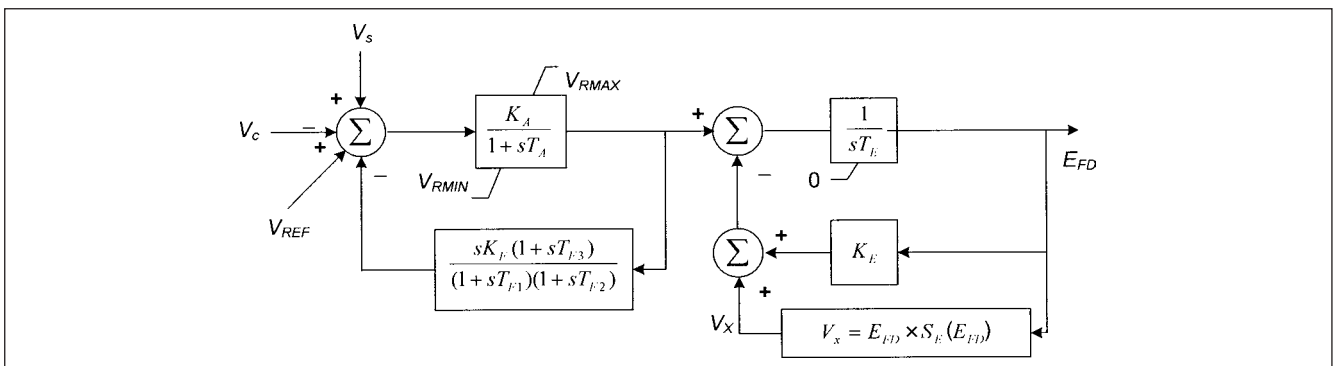 V_s
+
V_c
−
+
Σ
−
V_REF
V_RMAX
K_A
1 + sT_A
V_RMIN
sK_F(1 + sT_F3)
(1 + sT_F1)(1 + sT_F2)
+
Σ
−
1
sT_E
0
E_FD
Σ
+
K_E
+
V_X
V_x = E_FD × S_E(E_FD)